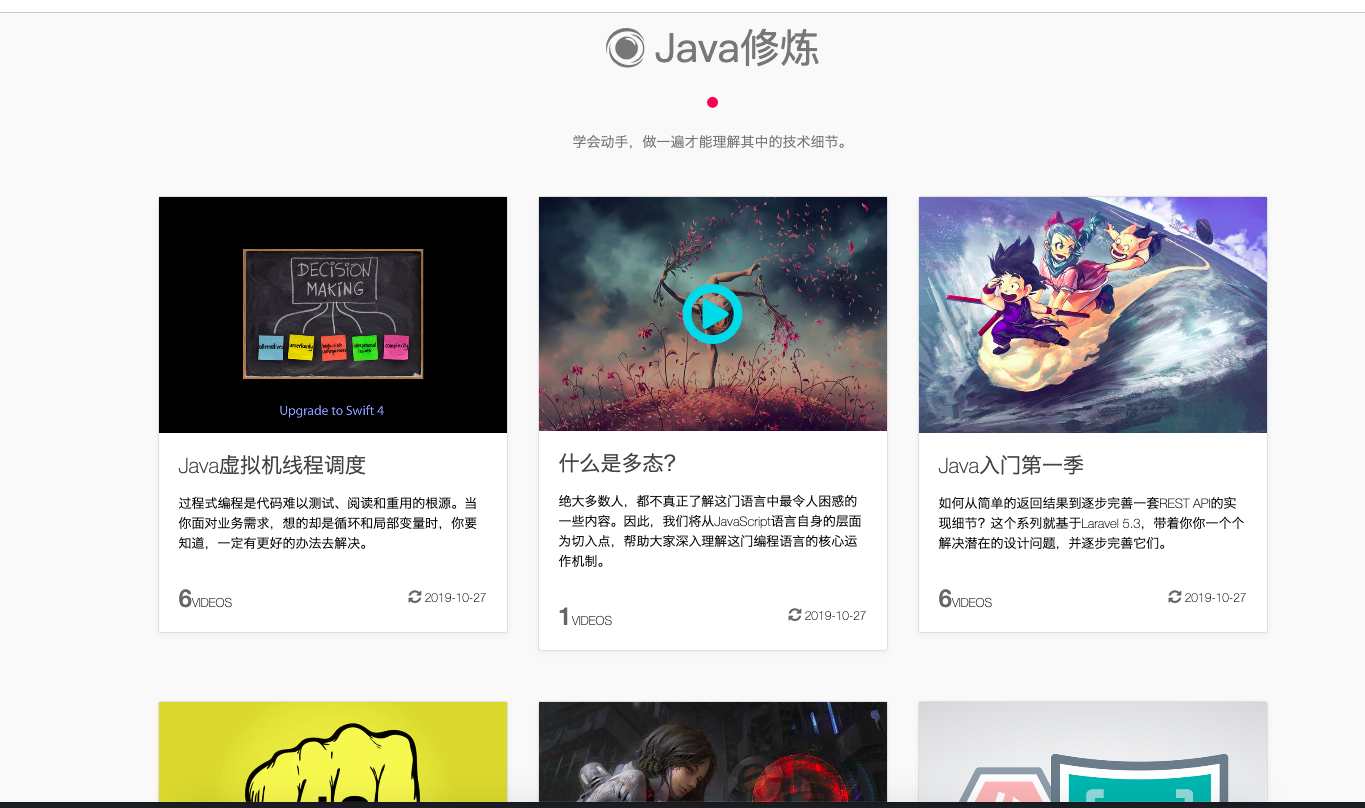 Java修炼
学会动手，做一遍才能理解其中的技术细节。
DECISION
MAKING
uncertainty
complexity
Upgrade to Swift 4
Java虚拟机线程调度
过程式编程是代码难以测试、阅读和重用的根源。当
你面对业务需求，想的却是循环和局部变量时，你要
知道，一定有更好的办法去解决。
6VIDEOS
2019-10-27
什么是多态？
绝大多数人，都不真正了解这门语言中最令人困惑的
一些内容。因此，我们将从JavaScript语言自身的层面
为切入点，帮助大家深入理解这门编程语言的核心运
作机制。
1VIDEOS
2019-10-27
Java入门第一季
如何从简单的返回结果到逐步完善一套REST API的实
现细节？这个系列就基于Laravel 5.3，带着你你一个个
解决潜在的设计问题，并逐步完善它们。
6VIDEOS
2019-10-27